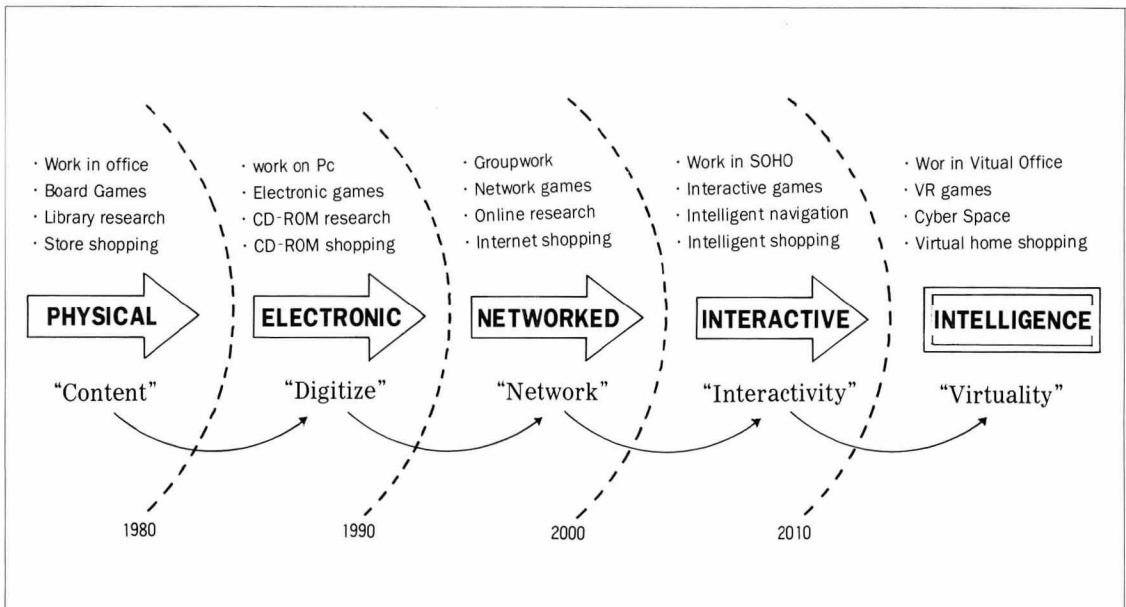 · Work in office
· Board Games
· Library research
· Store shopping
· work on Pc
· Electronic games
· CD-ROM research
· CD-ROM shopping
· Groupwork
· Network games
· Online research
· Internet shopping
· Work in SOHO
· Interactive games
· Intelligent navigation
· Intelligent shopping
· Wor in Vitual Office
· VR games
· Cyber Space
· Virtual home shopping
PHYSICAL
ELECTRONIC
NETWORKED
INTERACTIVE
INTELLIGENCE
“Content”
“Digitize”
“Network”
“Interactivity”
“Virtuality”
1980
1990
2000
2010